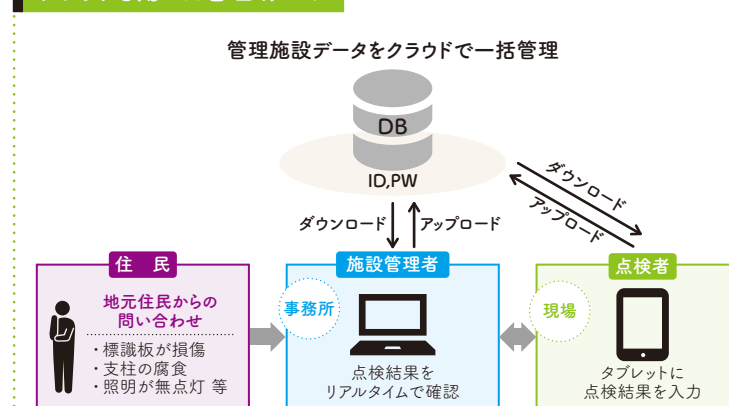 管理施設データをクラウドで一括管理
DB
ID,PW
ダウンロード
アップロード
ダウンロード
アップロード
住 民
地元住民からの
問い合わせ
・標識板が損傷
・支柱の腐食
・照明が無点灯 等
施設管理者
事務所
点検結果を
リアルタイムで確認
点検者
現場
タブレットに
点検結果を入力